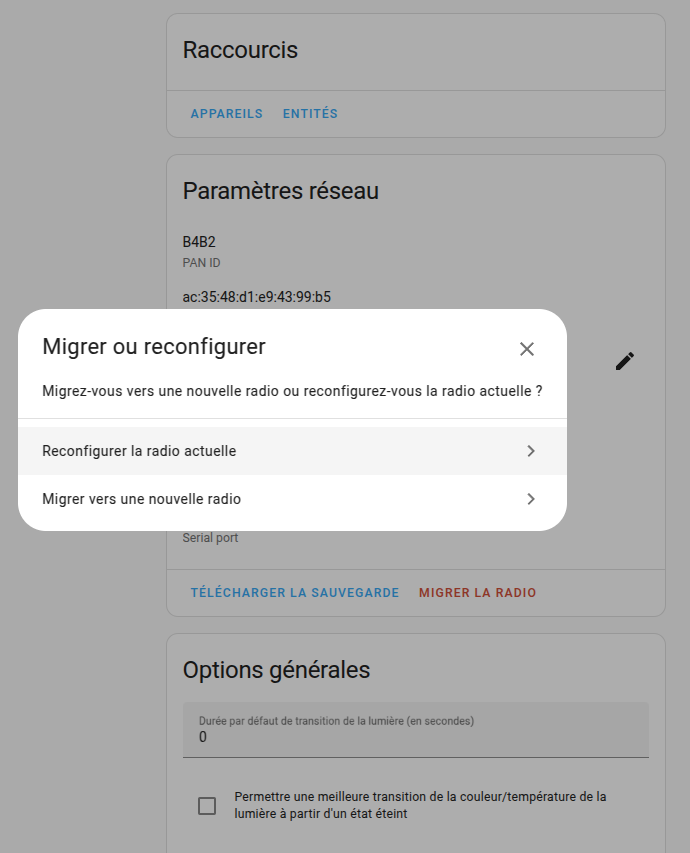 Raccourcis
APPAREILS ENTITÉS
Paramètres réseau
B4B2
PAN ID
ac:35:48:d1:e9:43:99:b5
Migrer ou reconfigurer
Migrez-vous vers une nouvelle radio ou reconfigurez-vous la radio actuelle ?
Reconfigurer la radio actuelle
Migrer vers une nouvelle radio
Serial port
TÉLÉCHARGER LA SAUVEGARDE MIGRER LA RADIO
Options générales
Durée par défaut de transition de la lumière (en secondes)
0
Permettre une meilleure transition de la couleur/température de la
lumière à partir d'un état éteint